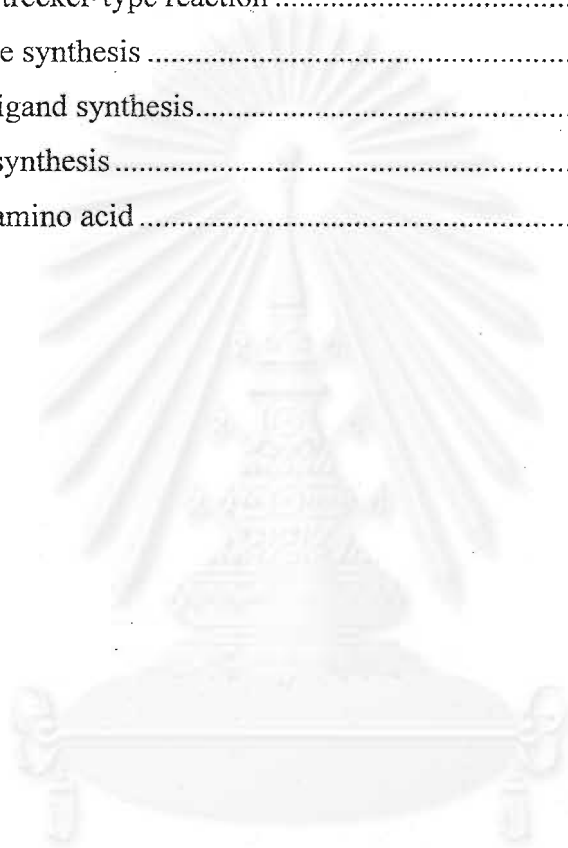 trecker-type reaction ........................................
e synthesis ........................................................
igand synthesis..................................................
synthesis ............................................................
amino acid .........................................................